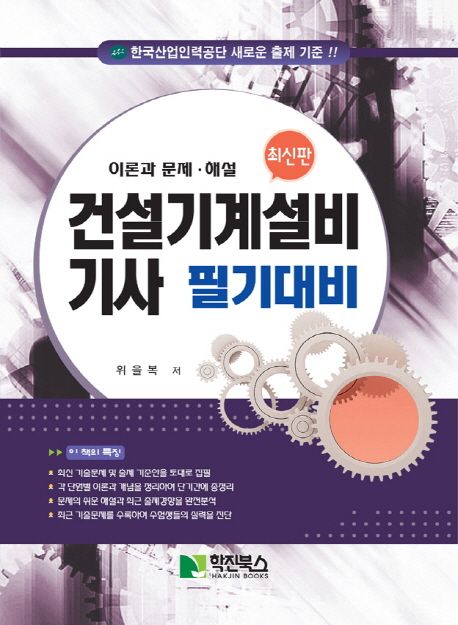 한국산업인력공단 새로운 출제 기준 !!
최신판
이론과 문제·해설
건설기계설비
기사 필기대비
위을복 저
이 책의 특징
최신 기출문제 및 출제 기준안을 토대로 집필
각 단원별 이론과 개념을 정리하여 단기간에 총정리
문제의 쉬운 해설과 최근 출제경향을 완전분석
최근 기출문제를 수록하여 수험생들의 실력을 진단
학진북스
HAKJIN BOOKS